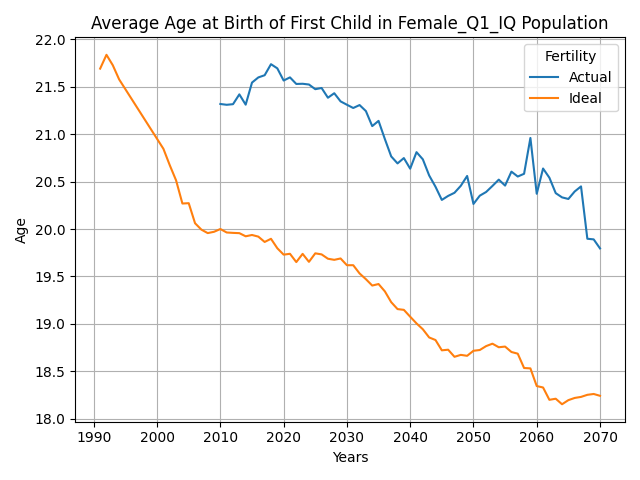 Average Age at Birth of First Child in Female_Q1_IQ Population
22.0
21.5
21.0
20.5
20.0
19.5
19.0
18.5
18.0
Age
Fertility
Actual
Ideal
1990 2000 2010 2020 2030 2040 2050 2060 2070
Years